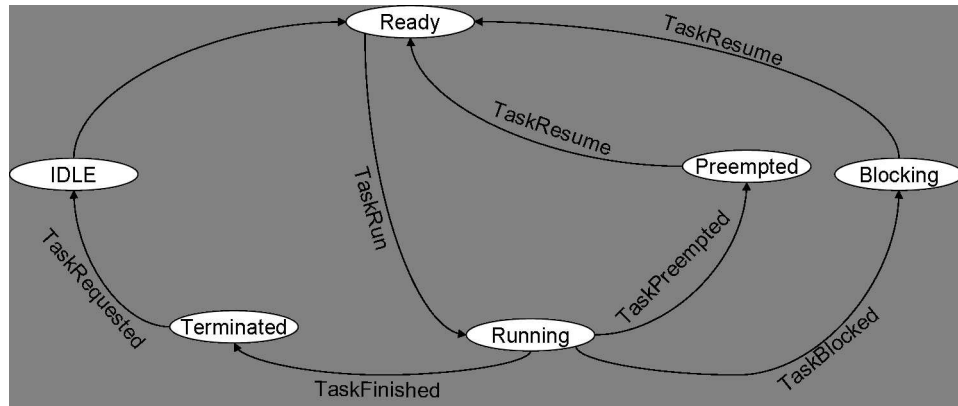 Ready
TaskResume
TaskResume
IDLE
Preempted
Blocking
TaskRun
TaskRequested
TaskPreempted
Terminated
Running
TaskBlocked
TaskFinished